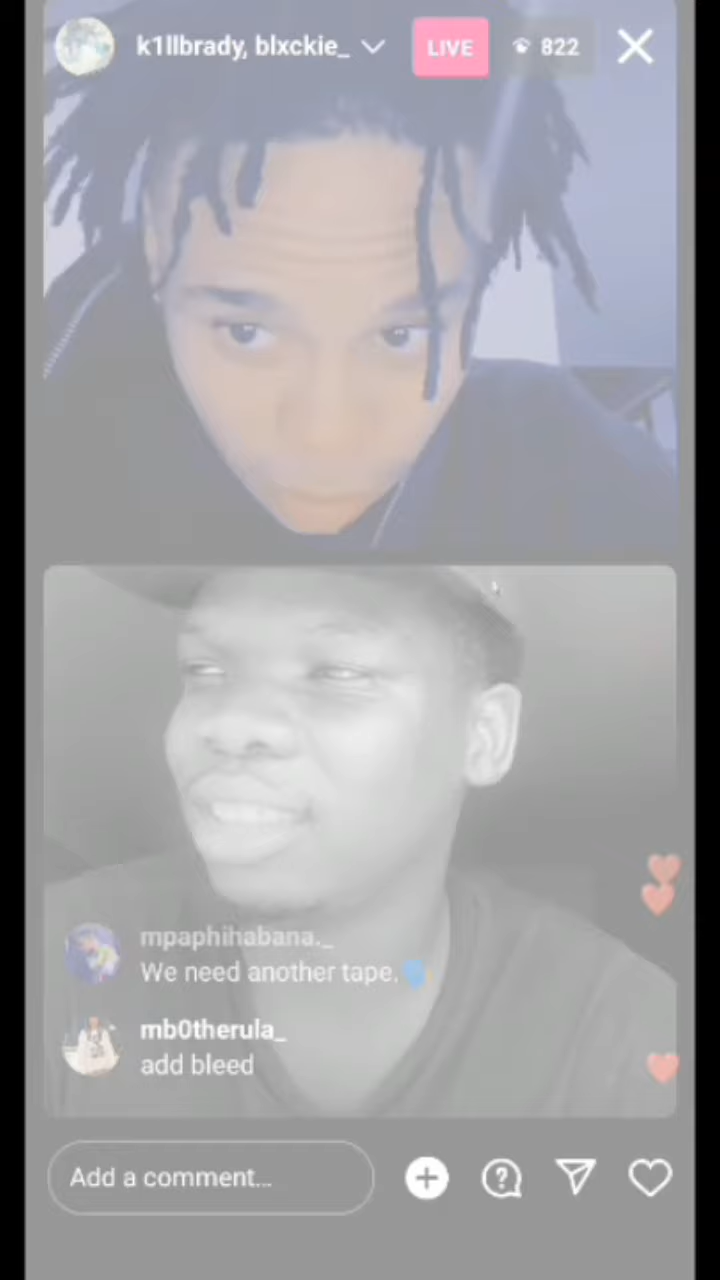 k1llbrady, blxckie_
LIVE
822
mpaphihabana._
We need another tape.
mb0therula_
add bleed
Add a comment...